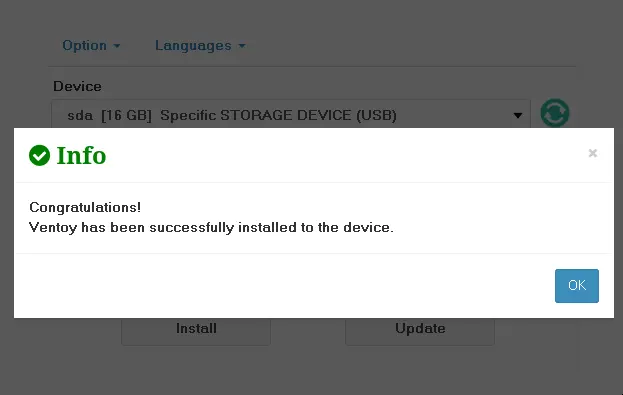 Option Languages
Device
sda [16 GB] Specific STORAGE DEVICE (USB)
Info ×
Congratulations!
Ventoy has been successfully installed to the device.
OK
Install Update